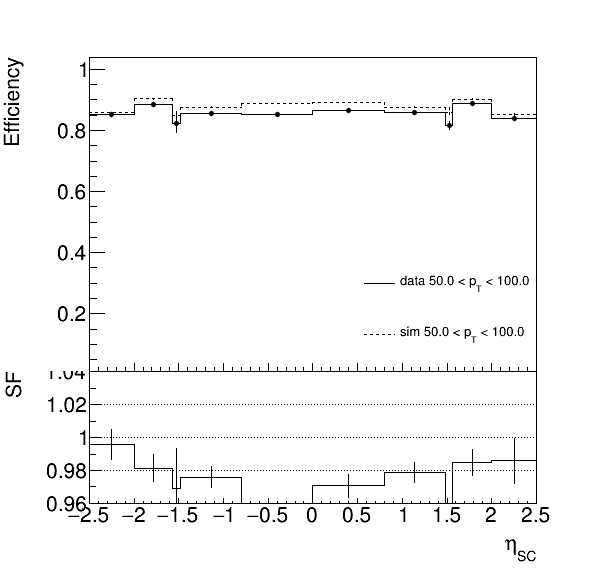 Efficiency
1
0.8
0.6
0.4
0.2
data 50.0 < p_T < 100.0
sim 50.0 < p_T < 100.0
SF
1.04
1.02
1
0.98
0.96
−2.5 −2 −1.5 −1 −0.5 0 0.5 1 1.5 2 2.5
η_SC